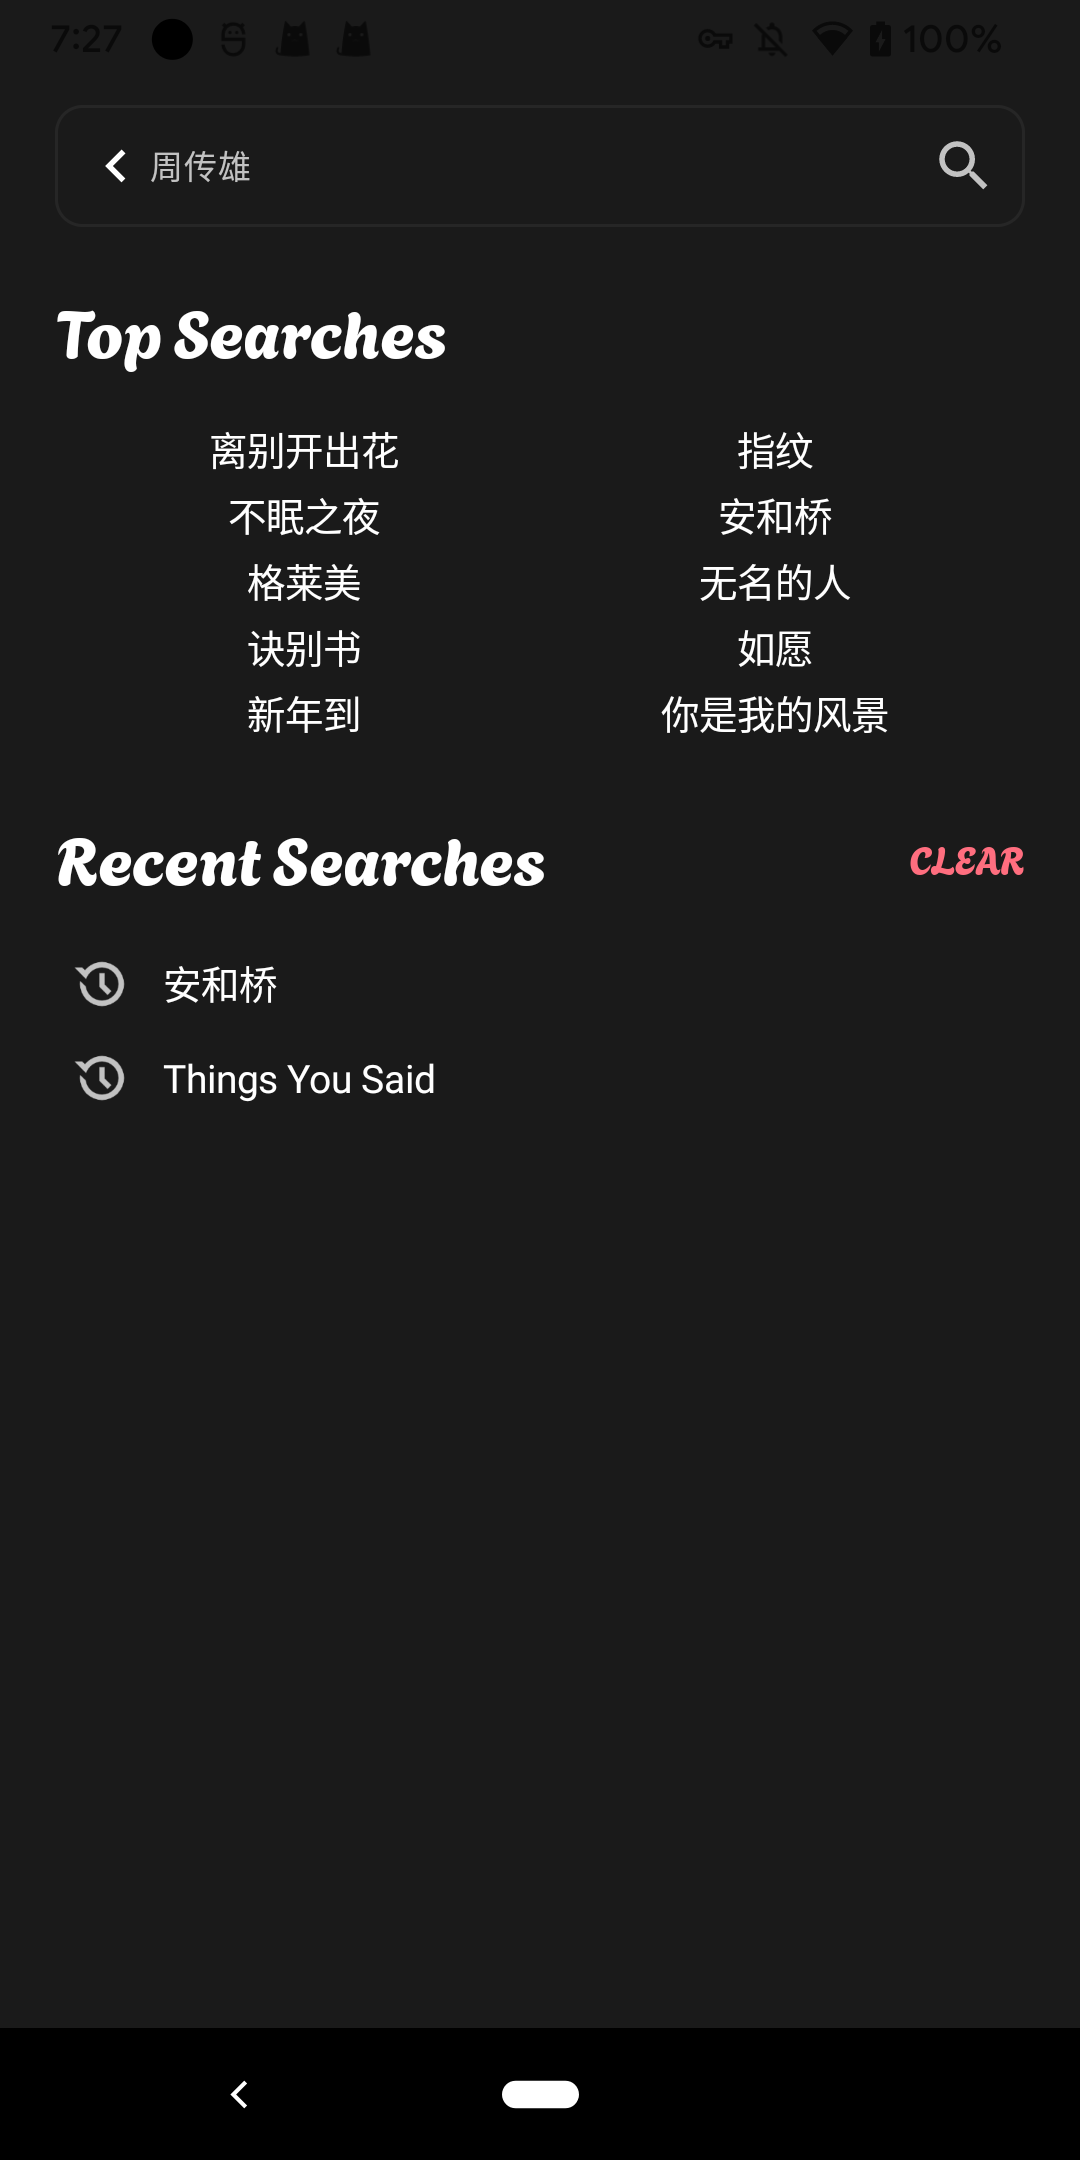 7:27
100%
周传雄
Top Searches
离别开出花
指纹
不眠之夜
安和桥
格莱美
无名的人
诀别书
如愿
新年到
你是我的风景
Recent Searches
CLEAR
安和桥
Things You Said